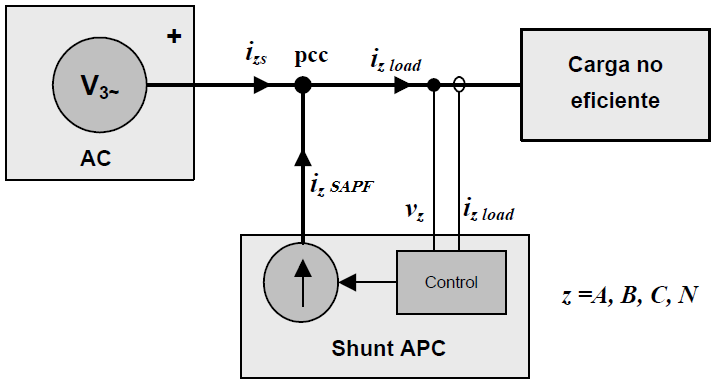 +
V3~
AC
izs
pcc
iz load
Carga no
eficiente
iz SAPF
vz
iz load
Control
Shunt APC
z =A, B, C, N